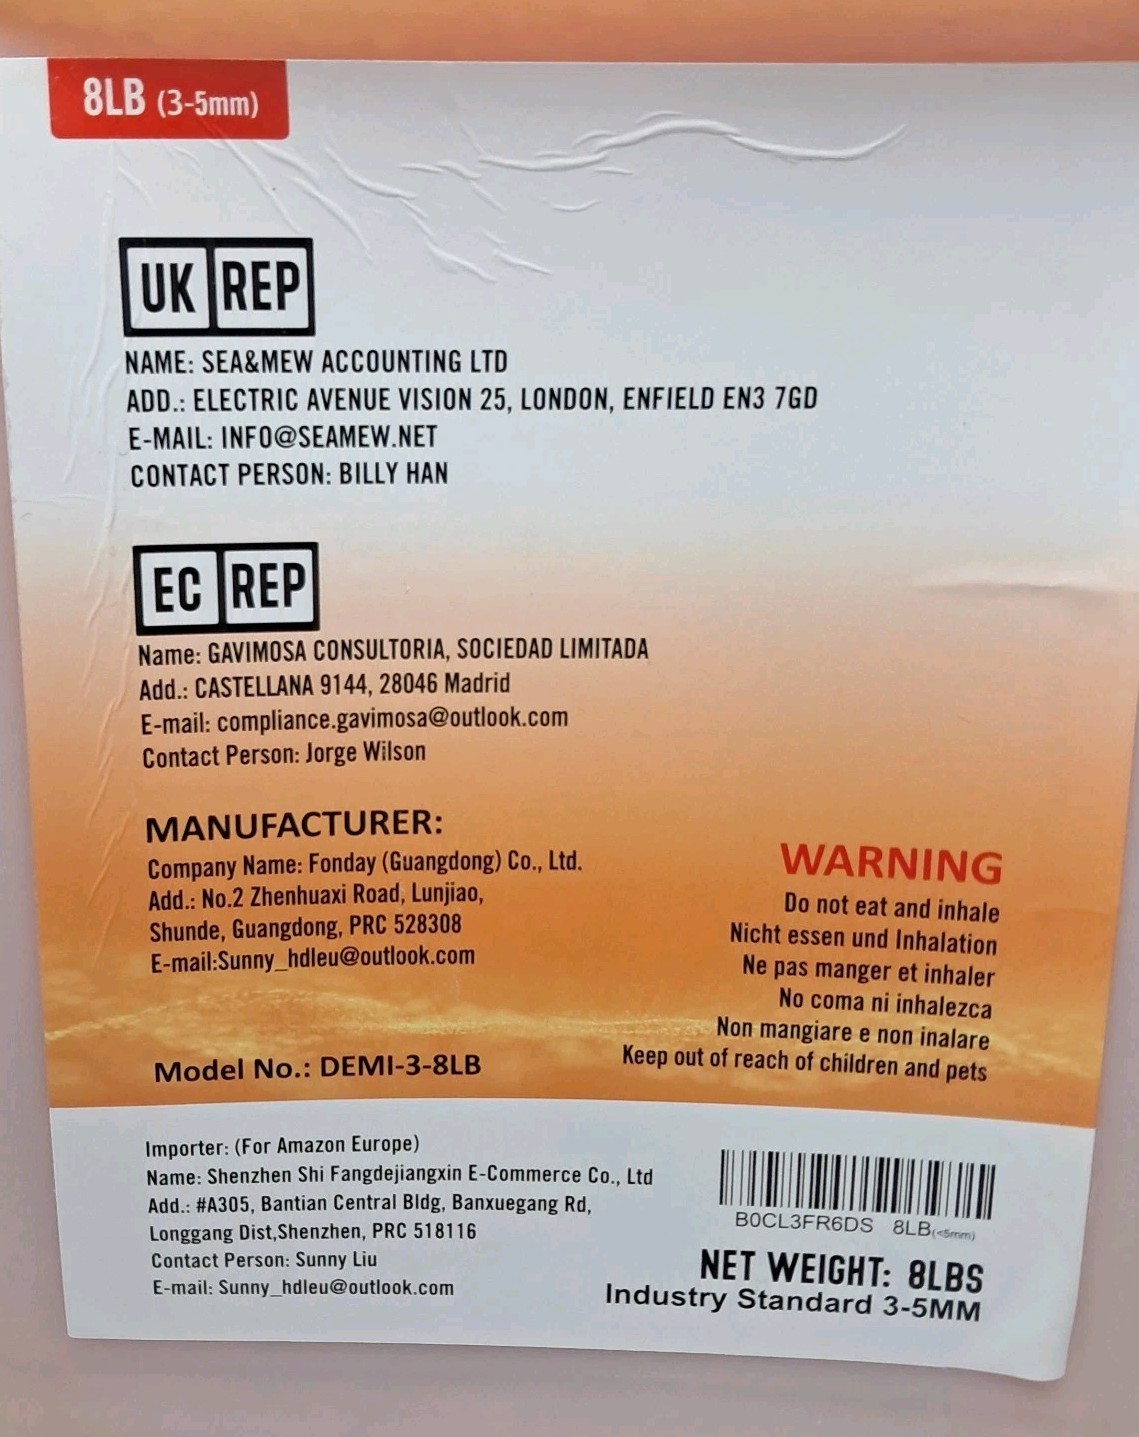 8LB (3-5mm)
UK REP
NAME: SEA&MEW ACCOUNTING LTD
ADD.: ELECTRIC AVENUE VISION 25, LONDON, ENFIELD EN3 7GD
E-MAIL: INFO@SEAMEW.NET
CONTACT PERSON: BILLY HAN
EC REP
Name: GAVIMOSA CONSULTORIA, SOCIEDAD LIMITADA
Add.: CASTELLANA 9144, 28046 Madrid
E-mail: compliance.gavimosa@outlook.com
Contact Person: Jorge Wilson
MANUFACTURER:
Company Name: Fonday (Guangdong) Co., Ltd.
Add.: No.2 Zhenhuaxi Road, Lunjiao,
Shunde, Guangdong, PRC 528308
E-mail:Sunny_hdleu@outlook.com
Model No.: DEMI-3-8LB
WARNING
Do not eat and inhale
Nicht essen und Inhalation
Ne pas manger et inhaler
No coma ni inhalezca
Non mangiare e non inalare
Keep out of reach of children and pets
Importer: (For Amazon Europe)
Name: Shenzhen Shi Fangdejiangxin E-Commerce Co., Ltd
Add.: #A305, Bantian Central Bldg, Banxuegang Rd,
Longgang Dist,Shenzhen, PRC 518116
Contact Person: Sunny Liu
E-mail: Sunny_hdleu@outlook.com
B0CL3FR6DS 8LB(<5mm)
NET WEIGHT: 8LBS
Industry Standard 3-5MM